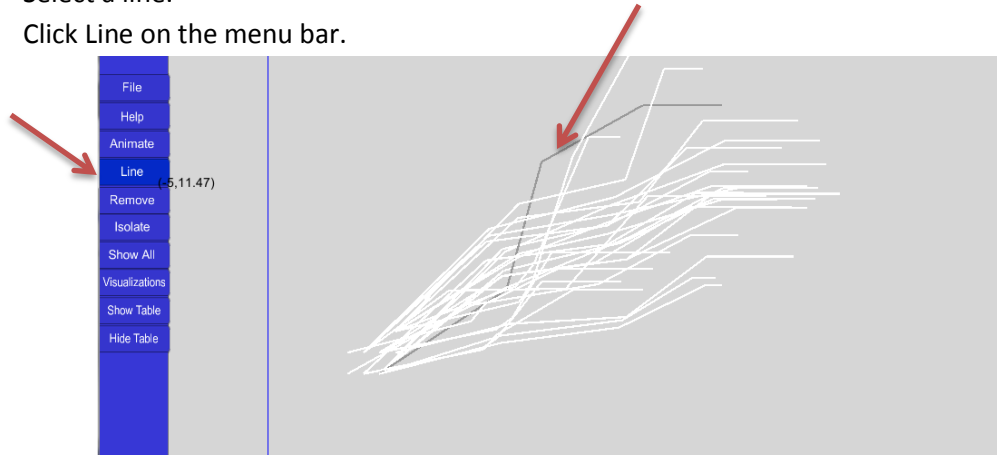 Select a line.
Click Line on the menu bar.
File
Help
Animate
Line
(-5,11.47)
Remove
Isolate
Show All
Visualizations
Show Table
Hide Table